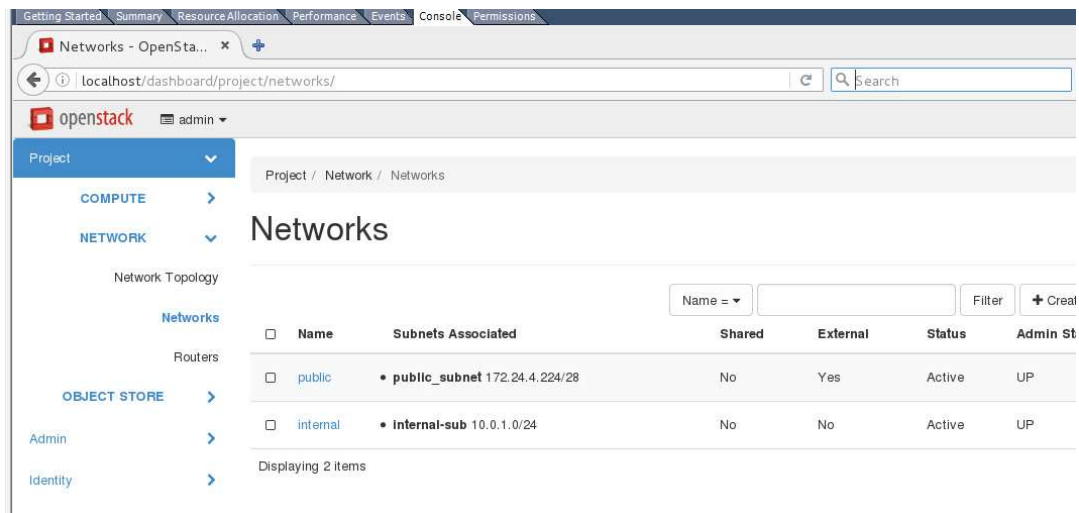 Getting Started Summary Resource Allocation Performance Events Console Permissions
Networks - OpenSta... ×
localhost/dashboard/project/networks/ Search
openstack admin
Project
Project / Network / Networks
COMPUTE
NETWORK
Networks
Network Topology
Name = Filter + Creat
Networks
Name Subnets Associated Shared External Status Admin St
Routers
public • public_subnet 172.24.4.224/28 No Yes Active UP
OBJECT STORE
internal • internal-sub 10.0.1.0/24 No No Active UP
Admin
Displaying 2 items
Identity